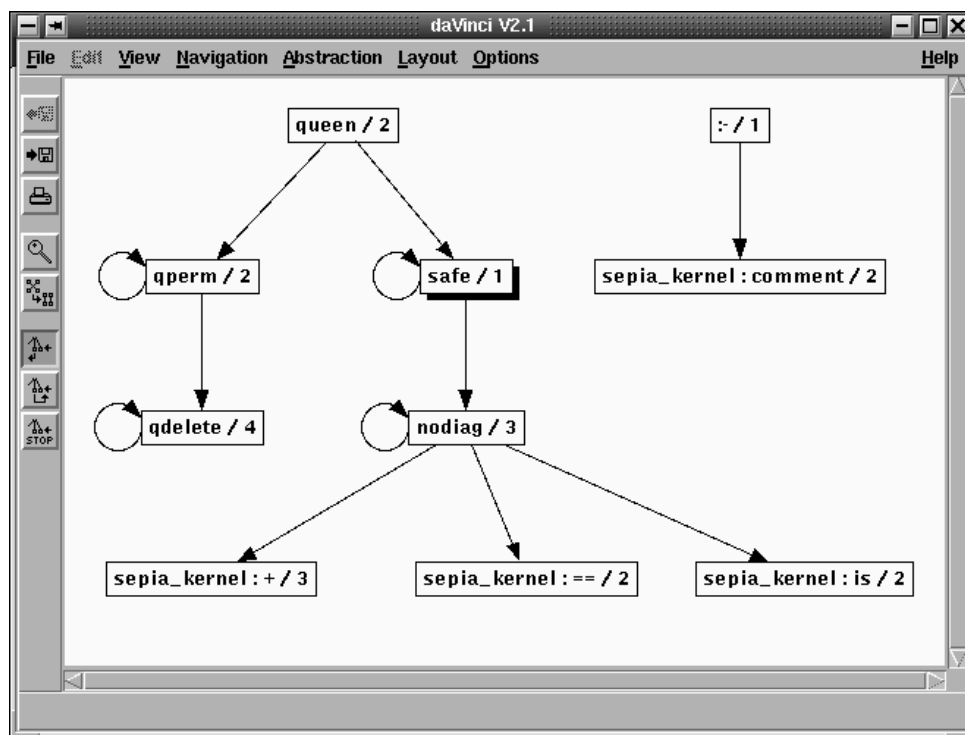 daVinci V2.1
File Edit View Navigation Abstraction Layout Options Help
queen / 2
:- / 1
qperm / 2
safe / 1
sepia_kernel : comment / 2
qdelete / 4
nodiag / 3
sepia_kernel : + / 3
sepia_kernel : == / 2
sepia_kernel : is / 2
STOP